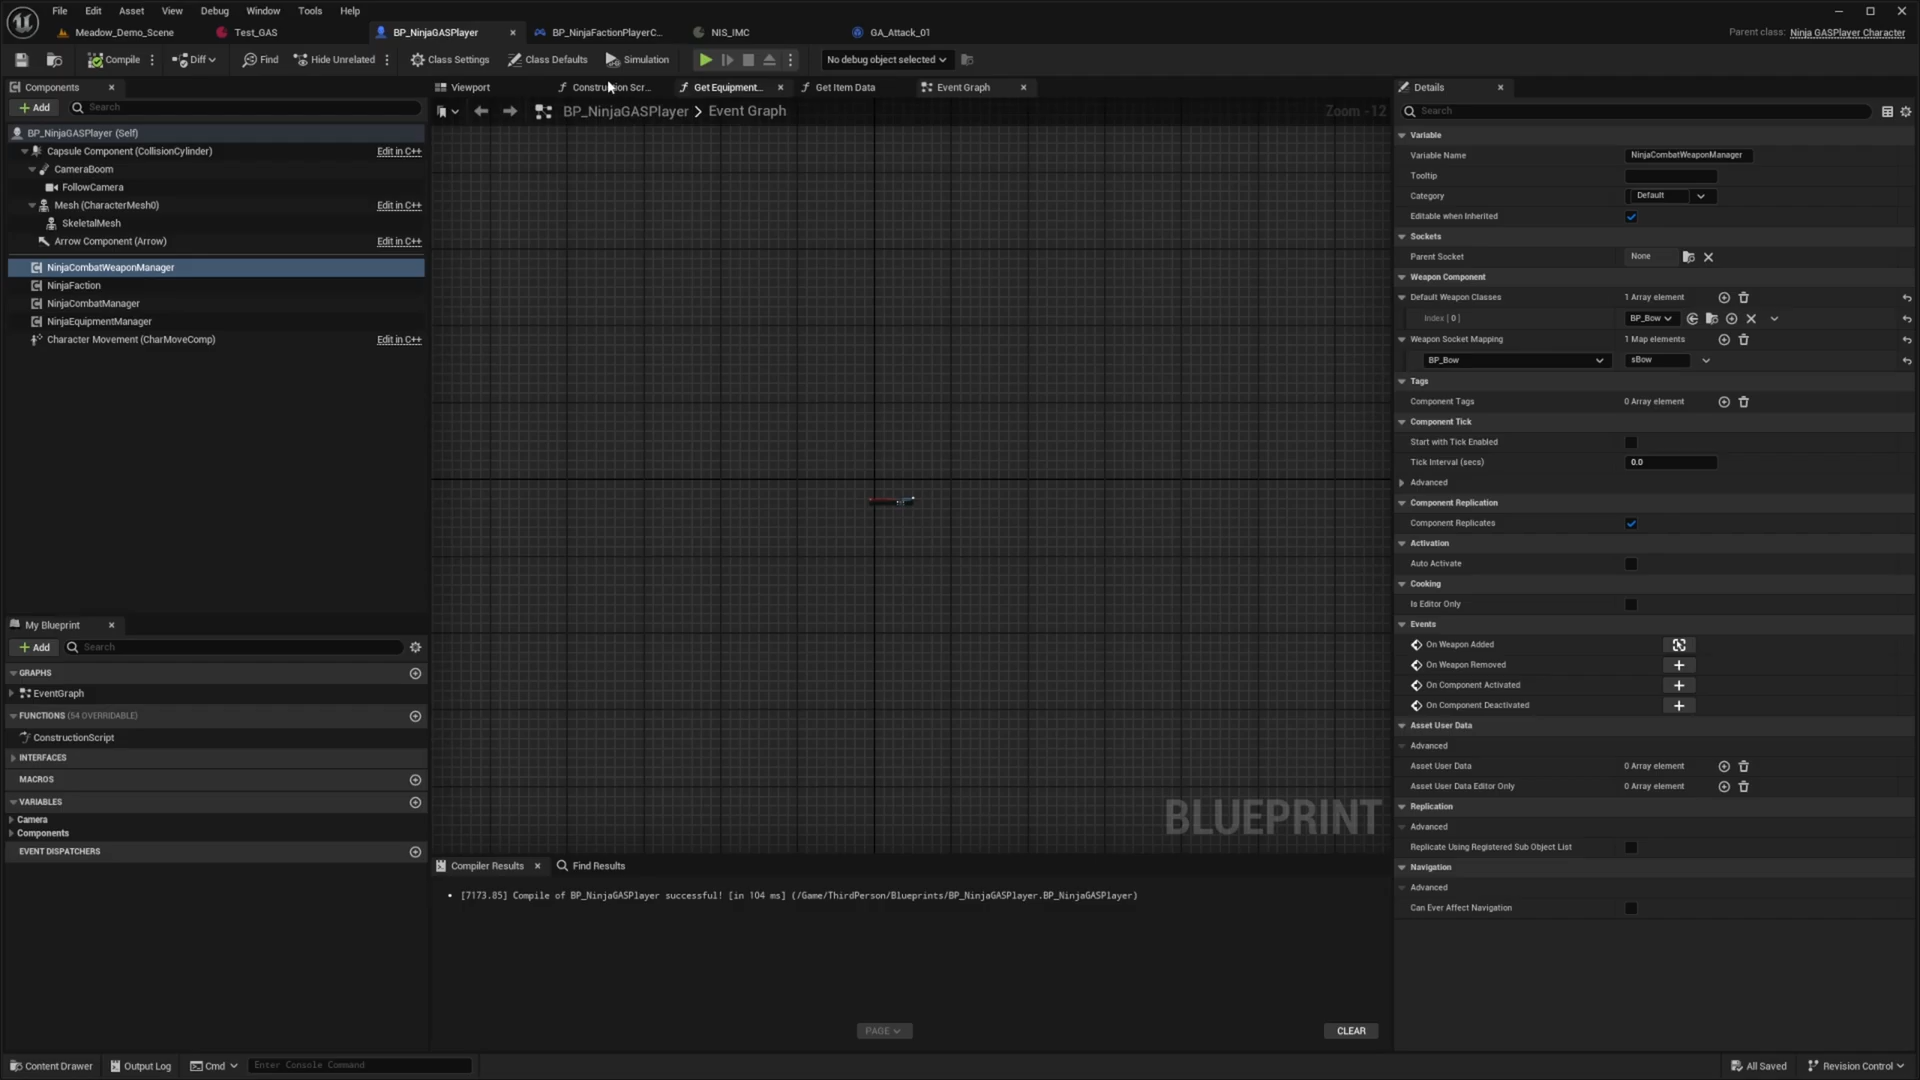 File Edit Asset View Debug Window Tools Help
Meadow_Demo_Scene Test_GAS BP_NinjaGASPlayer BP_NinjaFactionPlayerC... NIS_IMC GA_Attack_01 Parent class: Ninja GASPlayer Character
Compile Diff Find Hide Unrelated Class Settings Class Defaults Simulation No debug object selected
Components Viewport Construction Scr... Get Equipment... Get Item Data Event Graph Details
Add Search BP_NinjaGASPlayer > Event Graph Zoom -12 Search
BP_NinjaGASPlayer (Self)
Capsule Component (CollisionCylinder) Edit in C++
CameraBoom
FollowCamera
Mesh (CharacterMesh0) Edit in C++
SkeletalMesh
Arrow Component (Arrow) Edit in C++
NinjaCombatWeaponManager
NinjaFaction
NinjaCombatManager
NinjaEquipmentManager
Character Movement (CharMoveComp) Edit in C++
My Blueprint
Add Search
GRAPHS
EventGraph
FUNCTIONS (54 OVERRIDABLE)
ConstructionScript
INTERFACES
MACROS
VARIABLES
Camera
Components
EVENT DISPATCHERS
BLUEPRINT
Compiler Results Find Results
[7173.85] Compile of BP_NinjaGASPlayer successful! [in 104 ms] (/Game/ThirdPerson/Blueprints/BP_NinjaGASPlayer.BP_NinjaGASPlayer)
PAGE CLEAR
Variable
Variable Name NinjaCombatWeaponManager
Tooltip
Category Default
Editable when Inherited
Sockets
Parent Socket None
Weapon Component
Default Weapon Classes 1 Array element
Index [ 0 ] BP_Bow
Weapon Socket Mapping 1 Map elements
BP_Bow sBow
Tags
Component Tags 0 Array element
Component Tick
Start with Tick Enabled
Tick Interval (secs) 0.0
Advanced
Component Replication
Component Replicates
Activation
Auto Activate
Cooking
Is Editor Only
Events
On Weapon Added
On Weapon Removed
On Component Activated
On Component Deactivated
Asset User Data
Advanced
Asset User Data 0 Array element
Asset User Data Editor Only 0 Array element
Replication
Advanced
Replicate Using Registered Sub Object List
Navigation
Advanced
Can Ever Affect Navigation
Content Drawer Output Log Cmd Enter Console Command All Saved Revision Control